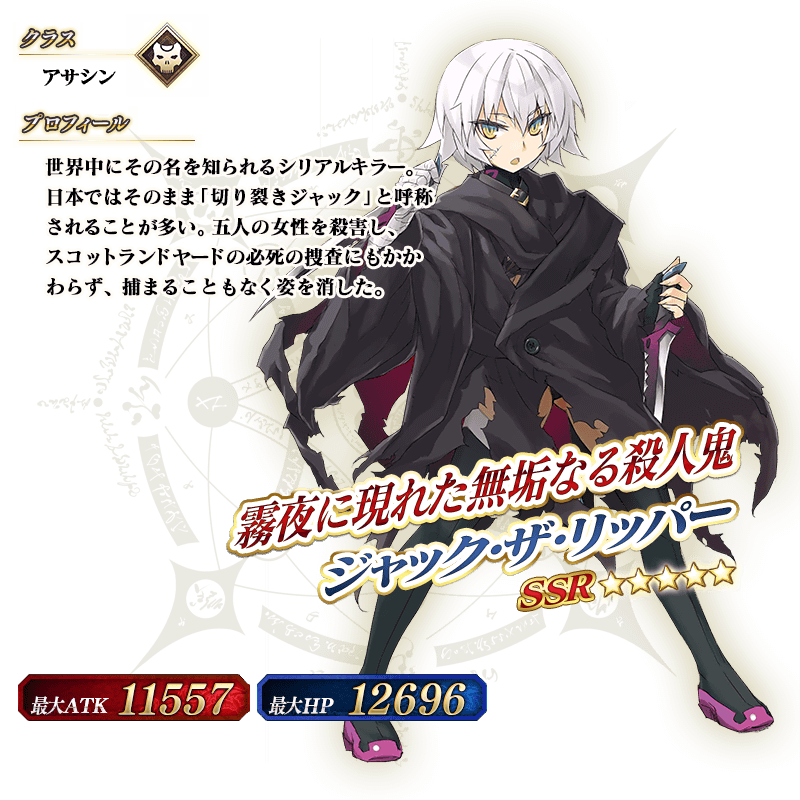 クラス
アサシン
プロフィール
世界中にその名を知られるシリアルキラー。
日本ではそのまま「切り裂きジャック」と呼称
されることが多い。五人の女性を殺害し、
スコットランドヤードの必死の捜査にもかか
わらず、捕まることもなく姿を消した。
霧夜に現れた無垢なる殺人鬼
ジャック・ザ・リッパー
SSR ☆☆☆☆☆
最大ATK 11557
最大HP 12696